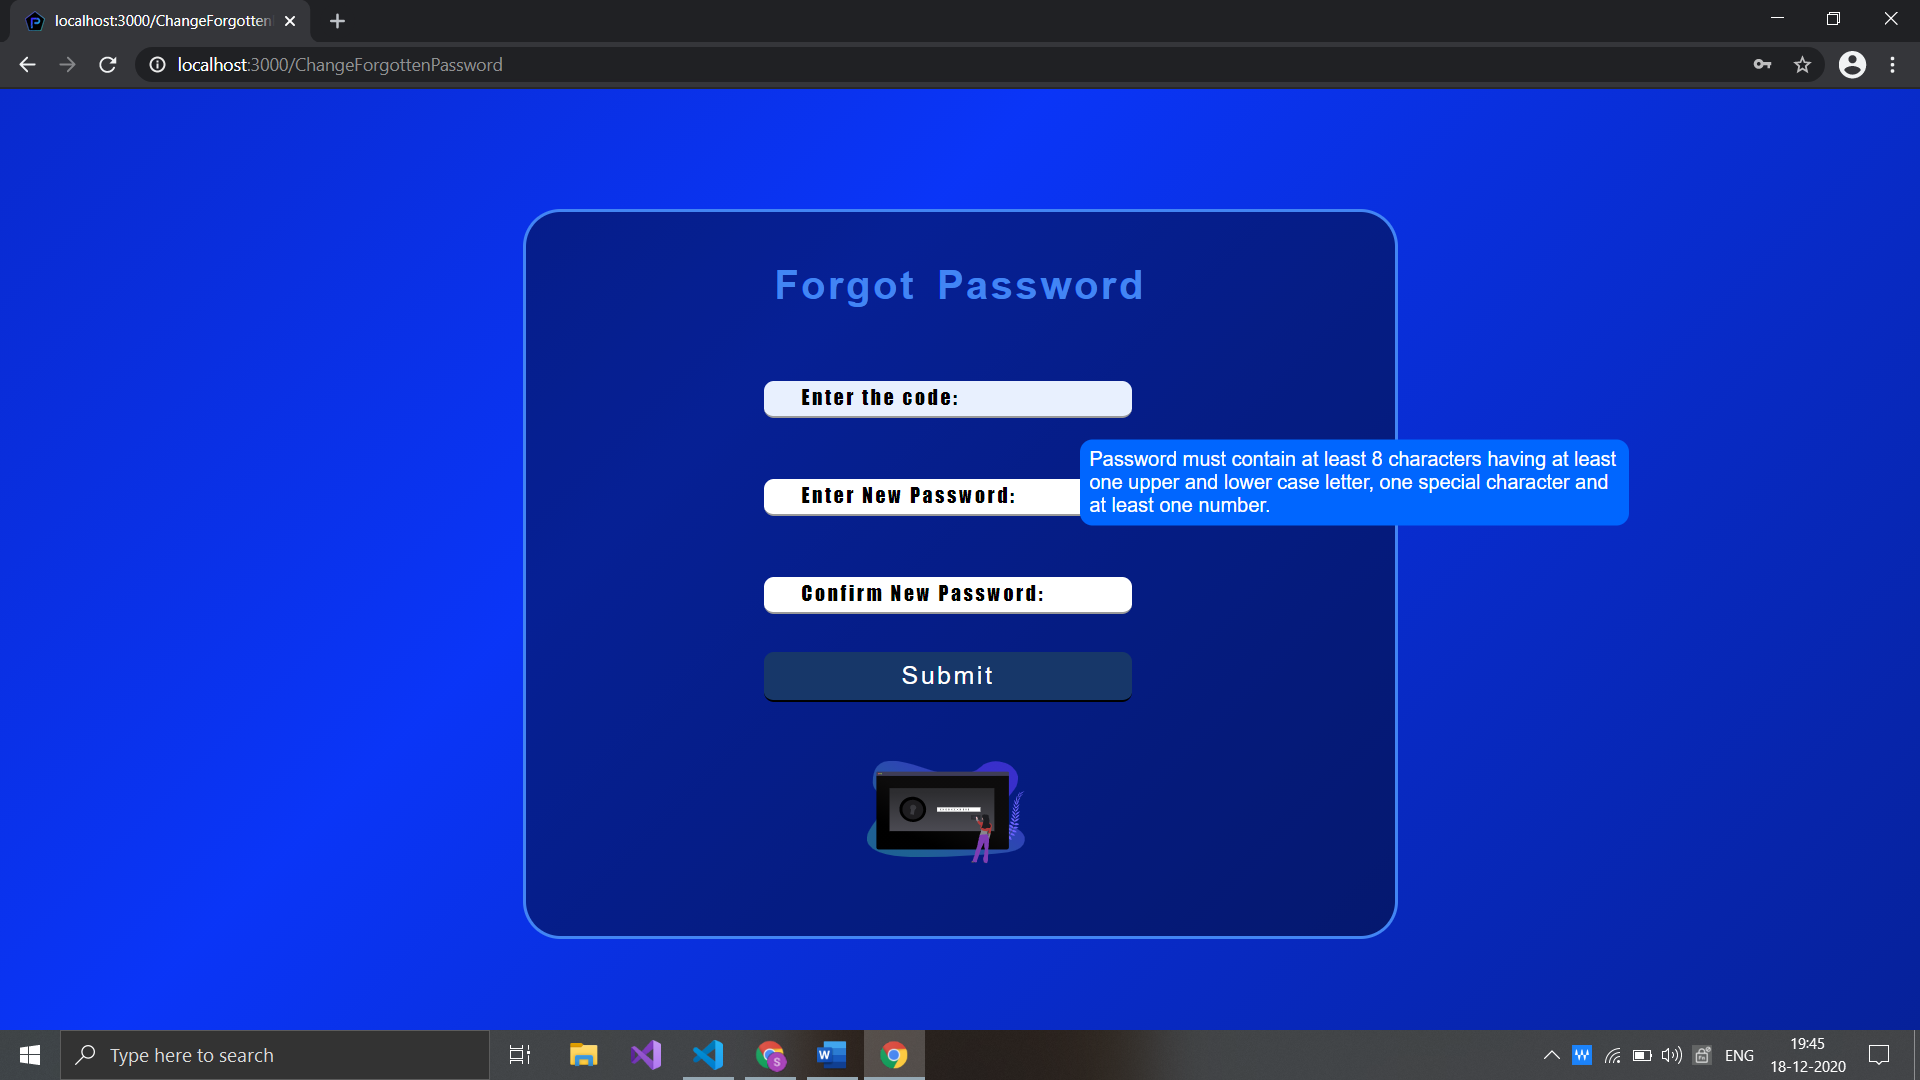 localhost:3000/ChangeForgotten
localhost:3000/ChangeForgottenPassword
Forgot Password
Enter the code:
Password must contain at least 8 characters having at least
one upper and lower case letter, one special character and
at least one number.
Enter New Password:
Confirm New Password:
Submit
Type here to search
S
W
W
ENG
19:45
18-12-2020